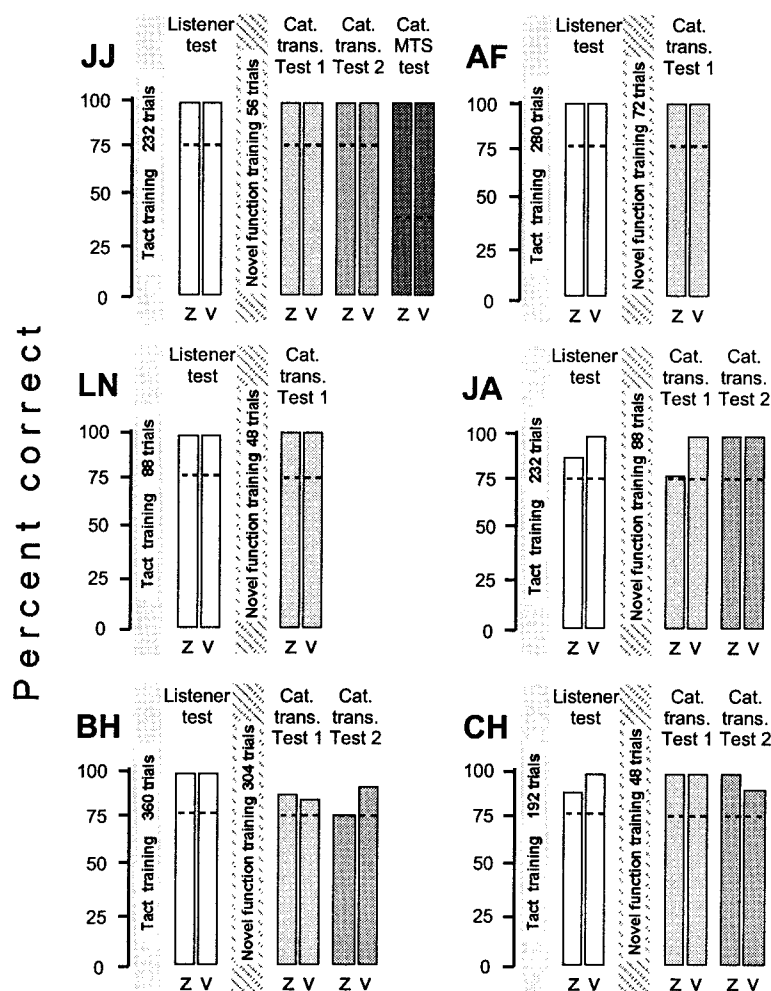 Percent correct
JJ
Tact training 232 trials
Listener
test
Novel function training 56 trials
Cat.
trans.
Test 1
Cat.
trans.
Test 2
Cat.
MTS
test
100
75
50
25
0
Z V
Z V
Z V
Z V
AF
Tact training 280 trials
Listener
test
Novel function training 72 trials
Cat.
trans.
Test 1
100
75
50
25
0
Z V
Z V
LN
Tact training 88 trials
Listener
test
Novel function training 48 trials
Cat.
trans.
Test 1
100
75
50
25
0
Z V
Z V
JA
Tact training 232 trials
Listener
test
Novel function training 88 trials
Cat.
trans.
Test 1
Cat.
trans.
Test 2
100
75
50
25
0
Z V
Z V
Z V
BH
Tact training 360 trials
Listener
test
Novel function training 304 trials
Cat.
trans.
Test 1
Cat.
trans.
Test 2
100
75
50
25
0
Z V
Z V
Z V
CH
Tact training 192 trials
Listener
test
Novel function training 48 trials
Cat.
trans.
Test 1
Cat.
trans.
Test 2
100
75
50
25
0
Z V
Z V
Z V